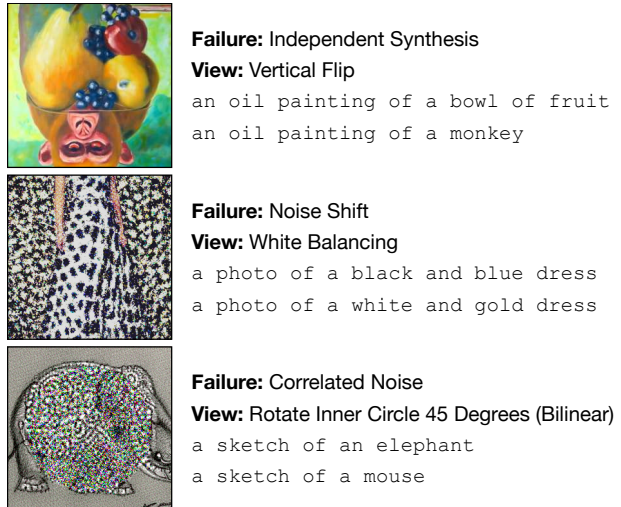 Failure: Independent Synthesis
View: Vertical Flip
an oil painting of a bowl of fruit
an oil painting of a monkey
Failure: Noise Shift
View: White Balancing
a photo of a black and blue dress
a photo of a white and gold dress
Failure: Correlated Noise
View: Rotate Inner Circle 45 Degrees (Bilinear)
a sketch of an elephant
a sketch of a mouse